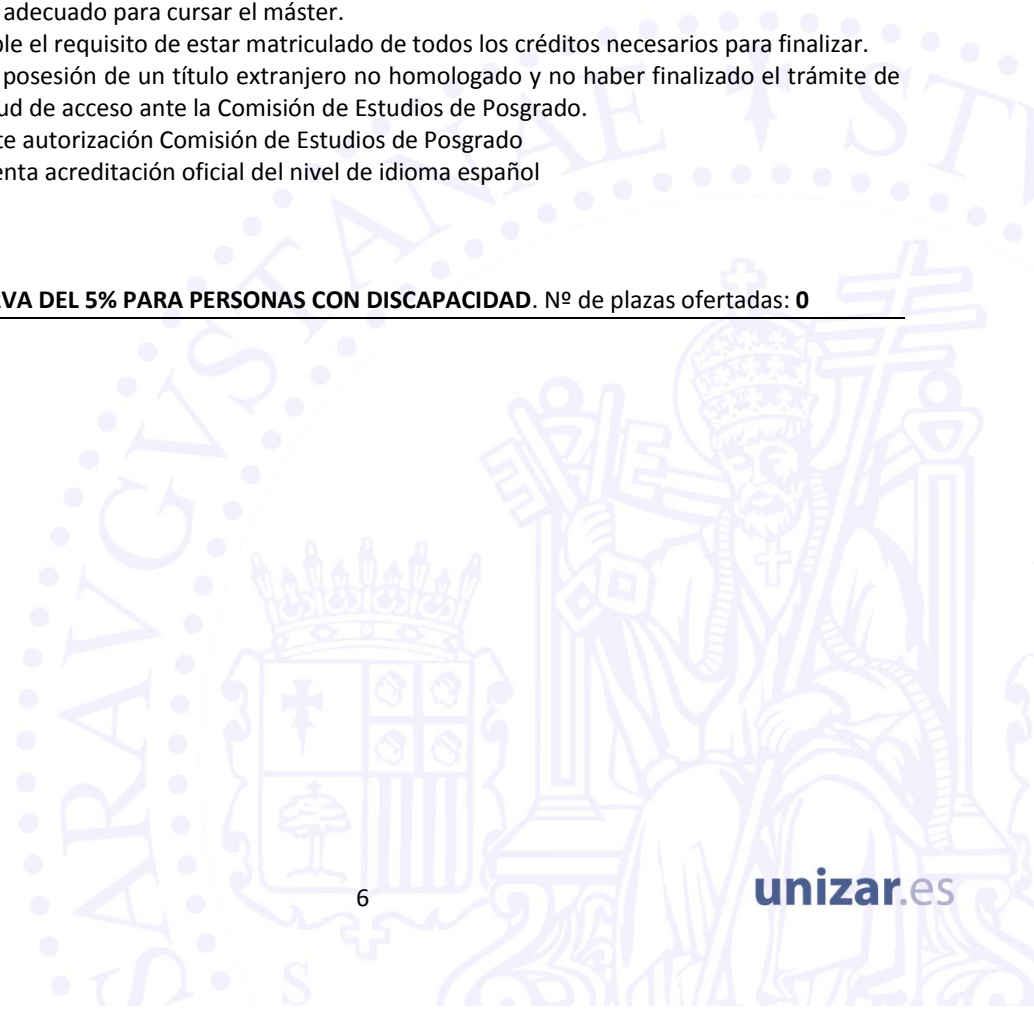 adecuado para cursar el máster.
ble el requisito de estar matriculado de todos los créditos necesarios para finalizar.
posesión de un título extranjero no homologado y no haber finalizado el trámite de
ud de acceso ante la Comisión de Estudios de Posgrado.
te autorización Comisión de Estudios de Posgrado
enta acreditación oficial del nivel de idioma español
VA DEL 5% PARA PERSONAS CON DISCAPACIDAD. Nº de plazas ofertadas: 0
SARAVGVSTANAE STV
S
6
unizar.es